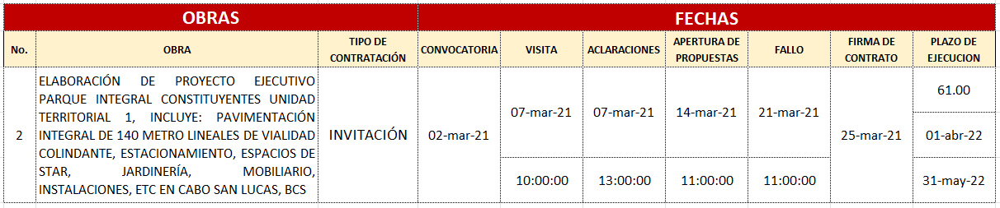 OBRAS FECHAS
No. OBRA TIPO DE CONTRATACIÓN CONVOCATORIA VISITA ACLARACIONES APERTURA DE PROPUESTAS FALLO FIRMA DE CONTRATO PLAZO DE EJECUCION
2
ELABORACIÓN DE PROYECTO EJECUTIVO
PARQUE INTEGRAL CONSTITUYENTES UNIDAD
TERRITORIAL 1, INCLUYE: PAVIMENTACIÓN
INTEGRAL DE 140 METRO LINEALES DE VIALIDAD
COLINDANTE, ESTACIONAMIENTO, ESPACIOS DE
STAR, JARDINERÍA, MOBILIARIO,
INSTALACIONES, ETC EN CABO SAN LUCAS, BCS
INVITACIÓN
02-mar-21
07-mar-21
10:00:00
07-mar-21
13:00:00
14-mar-21
11:00:00
21-mar-21
11:00:00
25-mar-21
61.00
01-abr-22
31-may-22